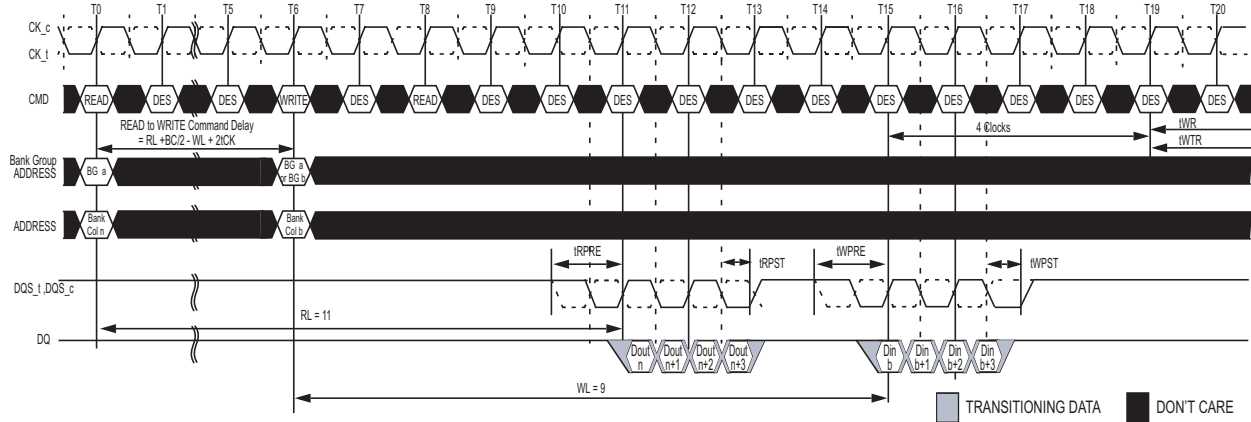 T0 T1 T5 T6 T7 T8 T9 T10 T11 T12 T13 T14 T15 T16 T17 T18 T19 T20
CK_c
CK_t
CMD READ DES DES WRITE DES READ DES DES DES DES DES DES DES DES DES DES DES DES
READ to WRITE Command Delay
= RL +BC/2 - WL + 2tCK
4 Clocks
tWR
tWTR
Bank Group
ADDRESS
BG a
BG a
or BG b
ADDRESS
Bank
Col n
Bank
Col b
tRPRE tRPST tWPRE tWPST
DQS_t ,DQS_c
RL = 11
DQ
Dout
n
Dout
n+1
Dout
n+2
Dout
n+3
Din
b
Din
b+1
Din
b+2
Din
b+3
WL = 9
TRANSITIONING DATA DON'T CARE